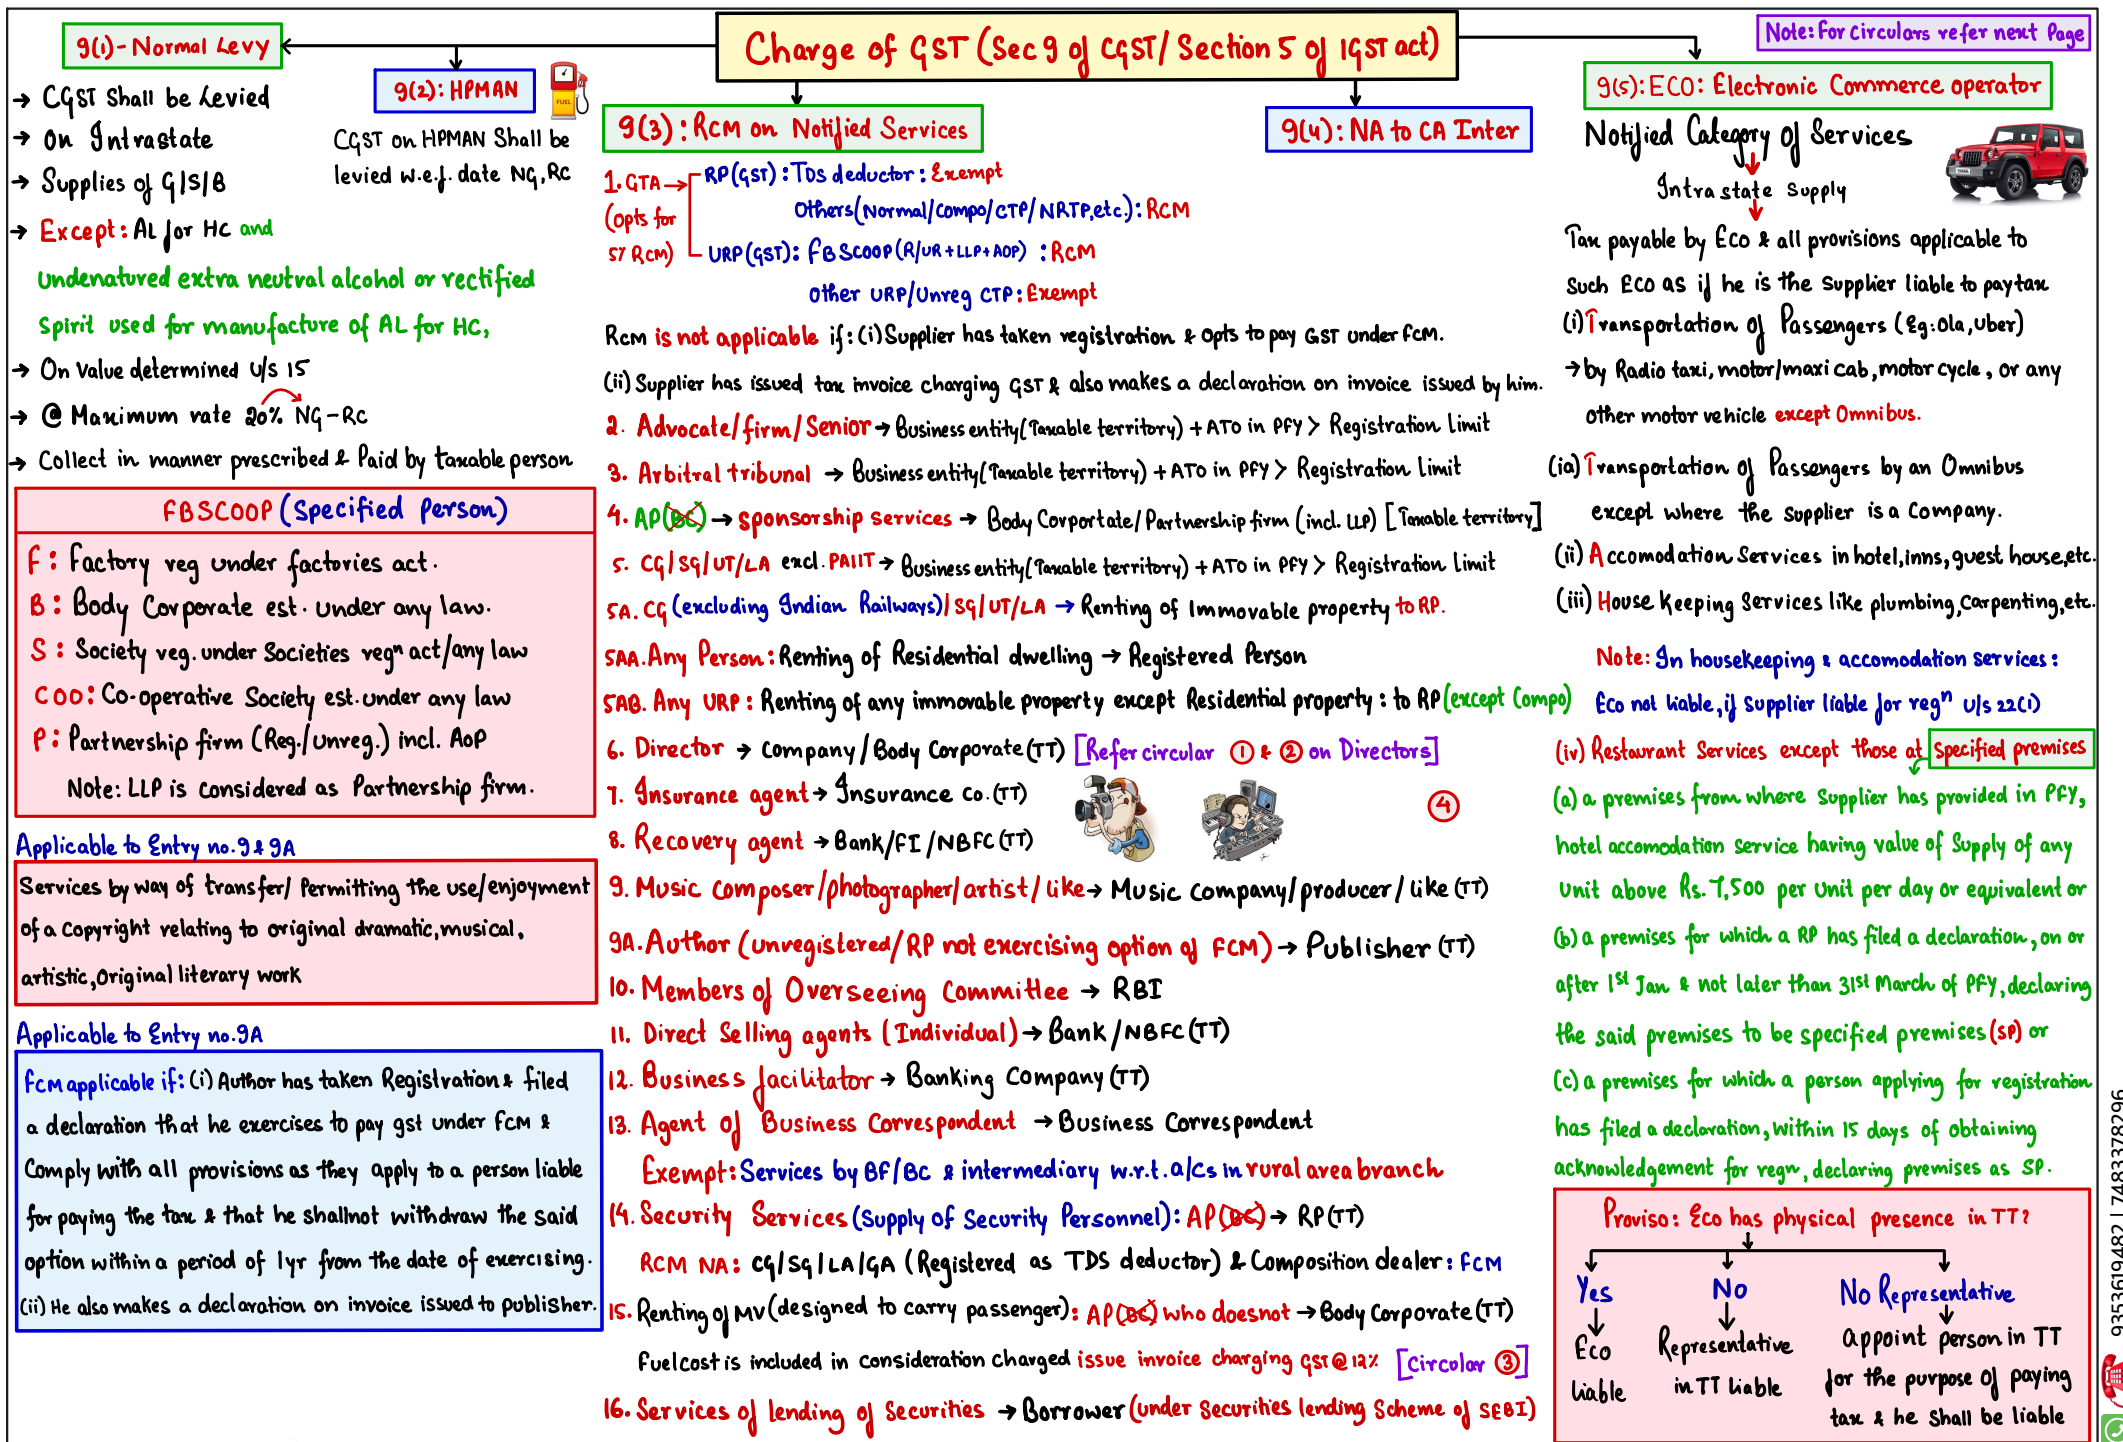 Charge of GST (Sec 9 of CGST/ Section 5 of IGST act)
Note: For Circulars refer next Page
9(1)-Normal Levy
→ CGST Shall be Levied
→ on Intrastate
→ Supplies of G/S/B
→ Except: AL for HC and
undenatured extra neutral alcohol or rectified
spirit used for manufacture of AL for HC,
→ On Value determined U/s 15
→ @ Maximum rate 20% NG-RC
→ Collect in manner prescribed & Paid by taxable person
9(2): HPMAN
FUEL
CGST on HPMAN Shall be
levied w.e.f. date NG, RC
FBSCOOP (Specified Person)
F: Factory reg under factories act.
B: Body Corporate est. under any law.
S: Society reg. under Societies regn act/any law
COO: Co-operative Society est. under any law
P: Partnership firm (Reg./unreg.) incl. AOP
Note: LLP is considered as Partnership firm.
Applicable to Entry no.9 & 9A
Services by way of transfer/ Permitting the use/enjoyment
of a Copyright relating to original dramatic, musical,
artistic, Original literary work
Applicable to Entry no.9A
FCM applicable if: (i) Author has taken Registration & filed
a declaration that he exercises to pay gst under FCM &
Comply with all provisions as they apply to a person liable
for paying the tax & that he shall not withdraw the said
option within a period of 1yr from the date of exercising.
(ii) He also makes a declaration on invoice issued to publisher.
9(3): RCM on Notified Services
1. GTA → RP(GST): TDS deductor: Exempt
(opts for Others (Normal/Compo/CTP/NRTP, etc.): RCM
5% RCM) URP(GST): FBSCOOP (R/UR+LLP+AOP) : RCM
Other URP/Unreg CTP: Exempt
Rcm is not applicable if: (i) Supplier has taken registration & opts to pay GST under fcm.
(ii) Supplier has issued tax invoice charging GST & also makes a declaration on invoice issued by him.
2. Advocate/firm/Senior → Business entity (Taxable territory) + ATO in PFY > Registration Limit
3. Arbitral tribunal → Business entity (Taxable territory) + ATO in PFY > Registration Limit
4. AP(BC) → sponsorship services → Body Corportate/Partnership firm (incl. LLP) [Taxable territory]
5. CG/SG/UT/LA excl. PAIIT → Business entity (Taxable territory) + ATO in PFY > Registration Limit
5A. CG (excluding Indian Railways)/SG/UT/LA → Renting of Immovable property to RP.
5AA. Any Person: Renting of Residential dwelling → Registered Person
5AB. Any URP: Renting of any immovable property except Residential property: to RP (except Compo)
6. Director → Company/Body Corporate (TT) [Refer circular ① & ② on Directors]
7. Insurance agent → Insurance Co. (TT)
④
8. Recovery agent → Bank/FI/NBFC (TT)
9. Music composer/photographer/artist/like → Music company/producer/like (TT)
9A. Author (unregistered/RP not exercising option of FCM) → Publisher (TT)
10. Members of Overseeing Committee → RBI
11. Direct Selling agents (Individual) → Bank/NBFC (TT)
12. Business facilitator → Banking Company (TT)
13. Agent of Business Correspondent → Business Correspondent
Exempt: Services by BF/BC & intermediary w.r.t. a/cs in rural area branch
14. Security Services (Supply of Security Personnel): AP(BC) → RP (TT)
RCM NA: CG/SG/LA/GA (Registered as TDS deductor) & Composition dealer: FCM
15. Renting of MV (designed to carry passenger): AP(BC) who doesnot → Body Corporate (TT)
Fuel cost is included in consideration charged issue invoice charging GST @ 12% [Circular ③]
16. Services of lending of Securities → Borrower (under Securities lending Scheme of SEBI)
9(4): NA to CA Inter
9(5): ECO: Electronic Commerce operator
Notified Category of Services
Intra state supply
Tax payable by Eco & all provisions applicable to
Such ECO as if he is the Supplier liable to pay tax
(i) Transportation of Passengers (Eg: Ola, uber)
→ by Radio taxi, motor/maxi cab, motor cycle, or any
other motor vehicle except Omnibus.
(ia) Transportation of Passengers by an Omnibus
except where the supplier is a Company.
(ii) Accomodation Services in hotel, inns, guest house, etc.
(iii) House Keeping Services like plumbing, Carpenting, etc.
Note: In housekeeping & accomodation services:
Eco not liable, if Supplier liable for regn U/s 22(1)
(iv) Restaurant Services except those at Specified premises
(a) a premises from where Supplier has provided in PFY,
hotel accomodation service having value of Supply of any
unit above Rs. 7,500 per unit per day or equivalent or
(b) a premises for which a RP has filed a declaration, on or
after 1st Jan & not later than 31st March of PFY, declaring
the said premises to be specified premises (SP) or
(c) a premises for which a person applying for registration
has filed a declaration, within 15 days of obtaining
acknowledgement for regn, declaring premises as SP.
Proviso: Eco has physical presence in TT?
Yes
Eco
liable
No
Representative
in TT liable
No Representative
appoint person in TT
for the purpose of paying
tax & he shall be liable
9353619482 | 7483378296